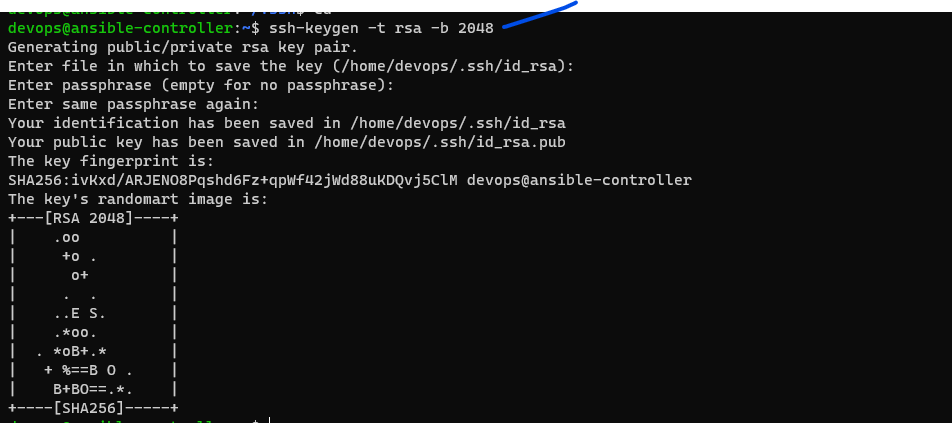 devops@ansible-controller:~$ ssh-keygen -t rsa -b 2048
Generating public/private rsa key pair.
Enter file in which to save the key (/home/devops/.ssh/id_rsa):
Enter passphrase (empty for no passphrase):
Enter same passphrase again:
Your identification has been saved in /home/devops/.ssh/id_rsa
Your public key has been saved in /home/devops/.ssh/id_rsa.pub
The key fingerprint is:
SHA256:ivKxd/ARJENO8Pqshd6Fz+qpWf42jWd88uKDQvj5ClM devops@ansible-controller
The key's randomart image is:
+---[RSA 2048]----+
|    .oo          |
|     +o .        |
|      o+         |
|     .  .        |
|    ..E S.       |
|    .*oo.        |
|  . *oB+.*       |
|   + %==B O .    |
|    B+BO==.*.    |
+----[SHA256]-----+